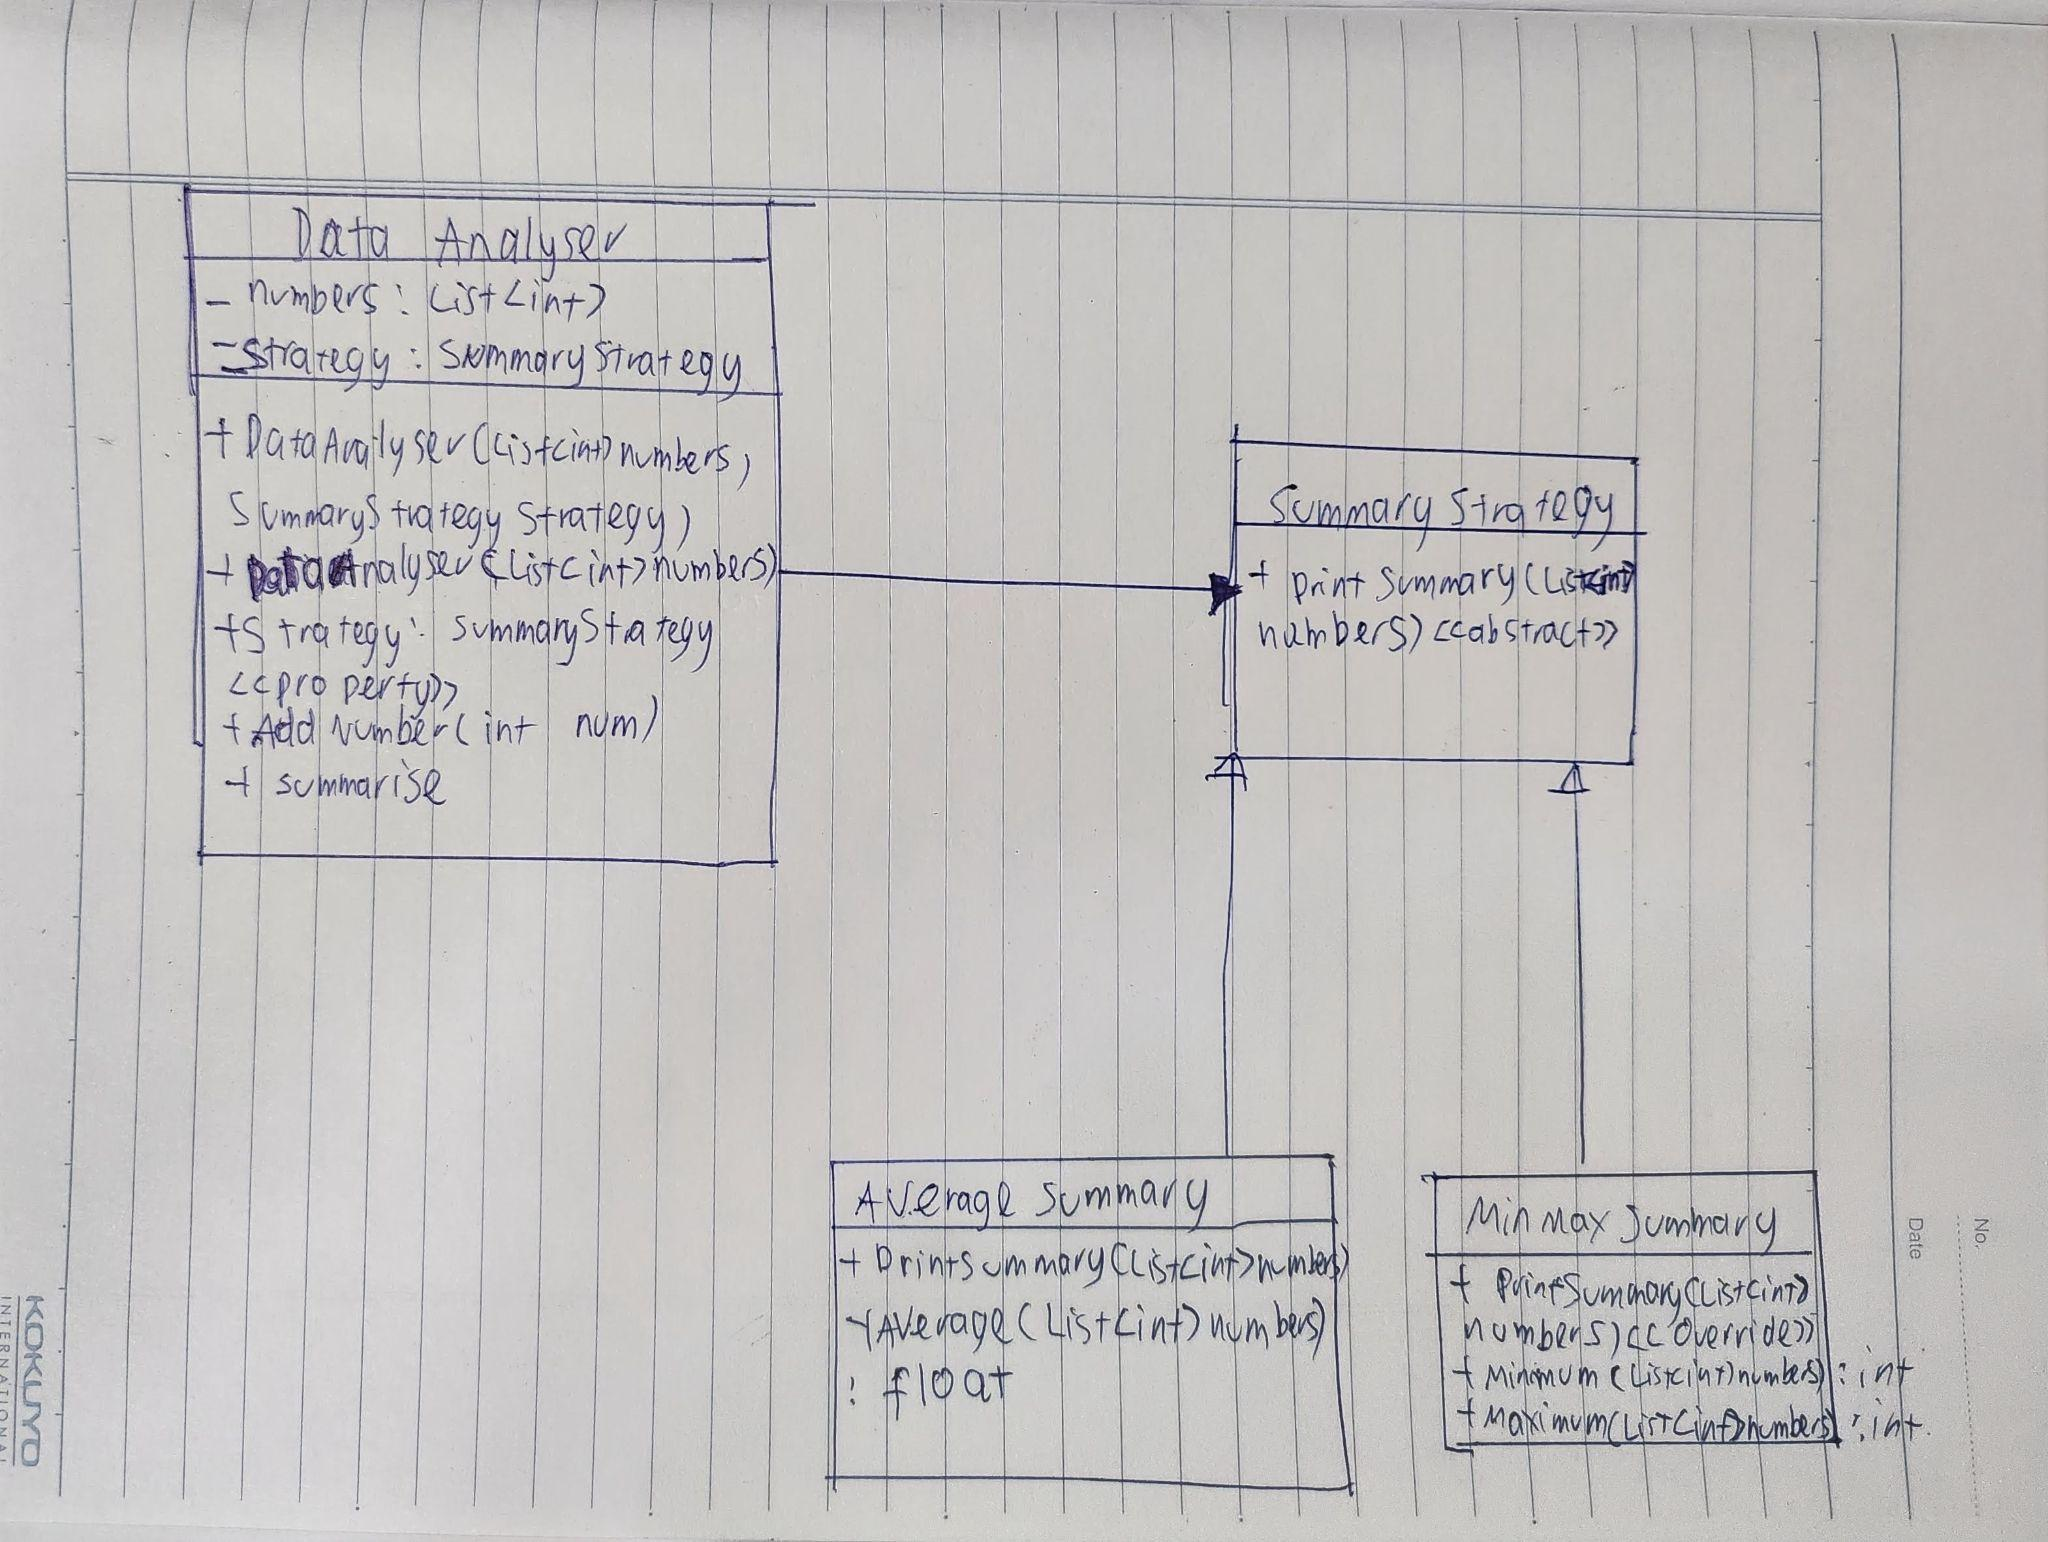 Data Analyser
- numbers: List<int>
- Strategy: Summary Strategy
+ DataAnalyser(List<int> numbers,
SummaryStrategy Strategy)
+ DataAnalyser(List<int> numbers)
+ Strategy: SummaryStrategy
<<property>>
+ Add Number(int num)
+ summarise
Summary Strategy
+ print Summary(List<int>
numbers) <<abstract>>
Average Summary
+ PrintSummary(List<int> numbers)
+ Average(List<int> numbers)
: float
Min Max Summary
+ PrintSummary(List<int>
numbers) << Override>>
+ Minimum (List<int> numbers) : int
+ Maximum(List<int> numbers) : int
No.
Date
KOKUYO
INTERNATIONAL